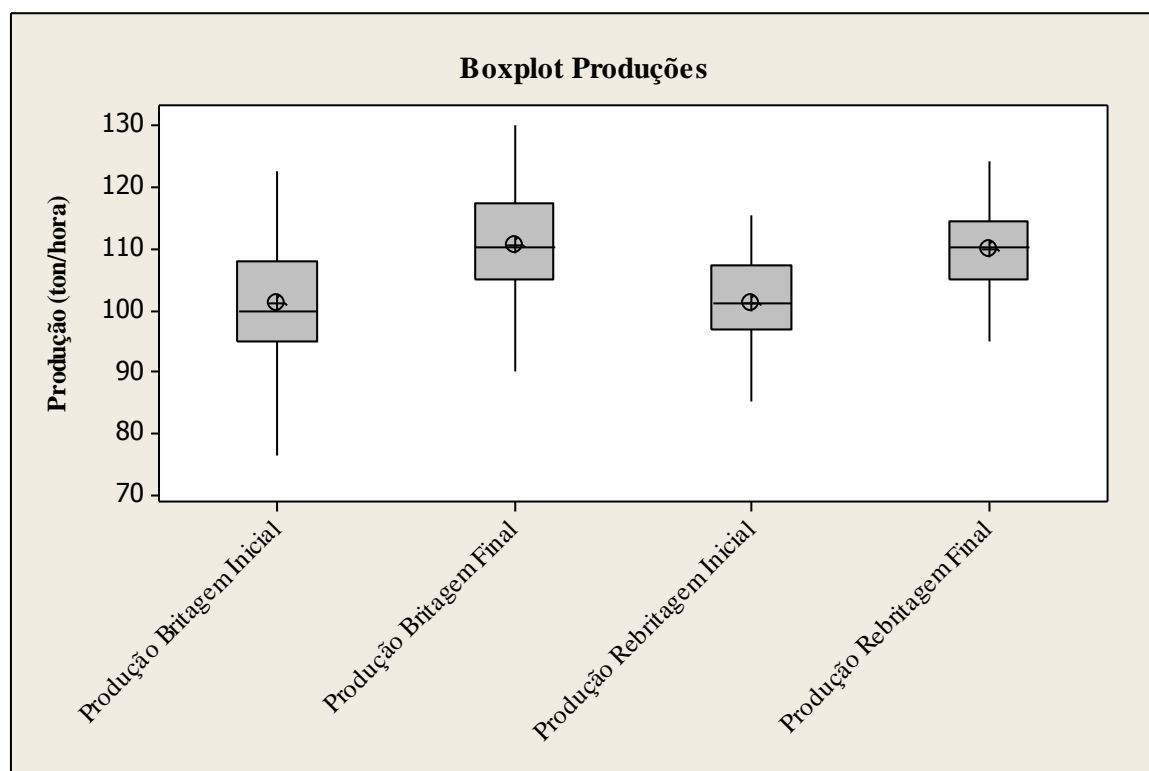 Boxplot Produções
Produção (ton/hora)
130
120
110
100
90
80
70
Produção Britagem Inicial
Produção Britagem Final
Produção Rebritagem Inicial
Produção Rebritagem Final